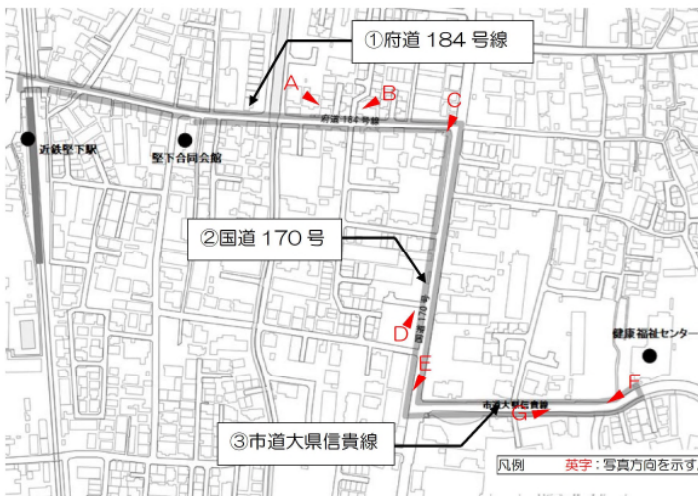 ①府道 184 号線
A
B
C
府道 184 号線
近鉄堅下駅
堅下合同会館
②国道 170 号
D
国道 170 号
健康福祉センター
E
F
市道大県信貴線
G
③市道大県信貴線
凡例 英字：写真方向を示す